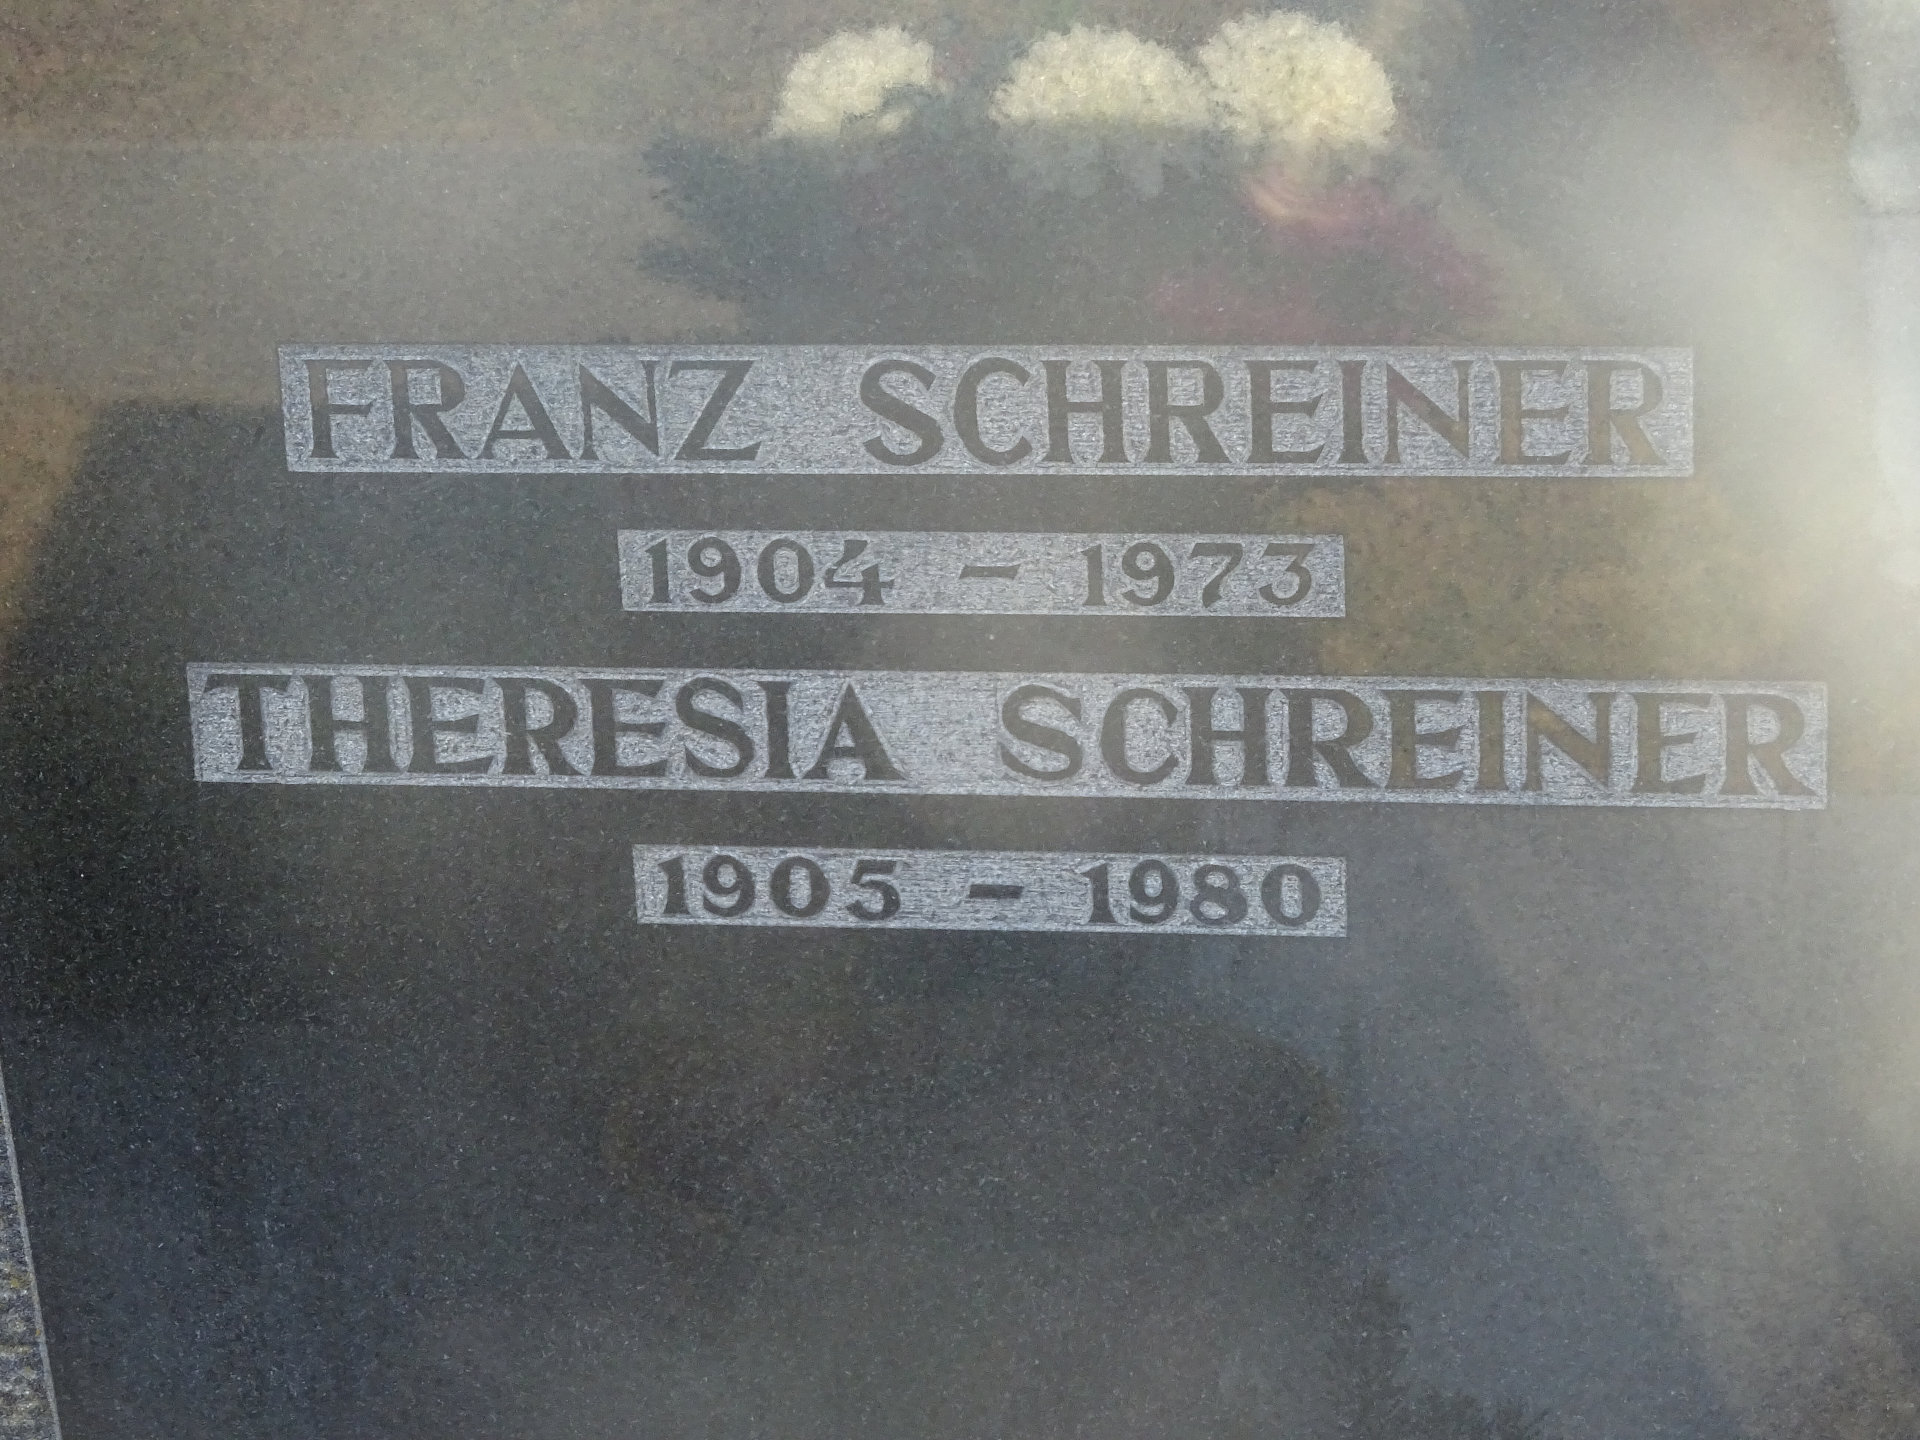 FRANZ SCHREINER
1904 - 1973
THERESIA SCHREINER
1905 - 1980